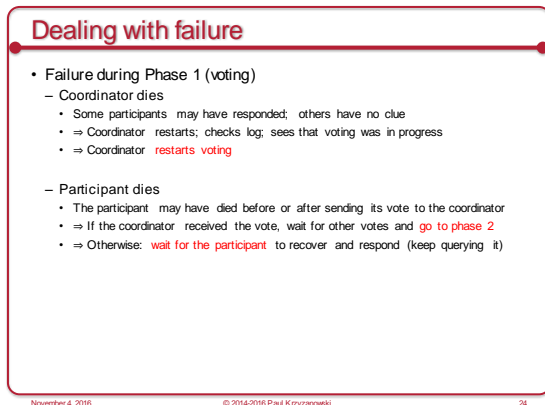 Dealing with failure
• Failure during Phase 1 (voting)
– Coordinator dies
• Some participants may have responded; others have no clue
• ⇒ Coordinator restarts; checks log; sees that voting was in progress
• ⇒ Coordinator restarts voting
– Participant dies
• The participant may have died before or after sending its vote to the coordinator
• ⇒ If the coordinator received the vote, wait for other votes and go to phase 2
• ⇒ Otherwise: wait for the participant to recover and respond (keep querying it)
November 4, 2016 © 2014-2016 Paul Krzyzanowski 24